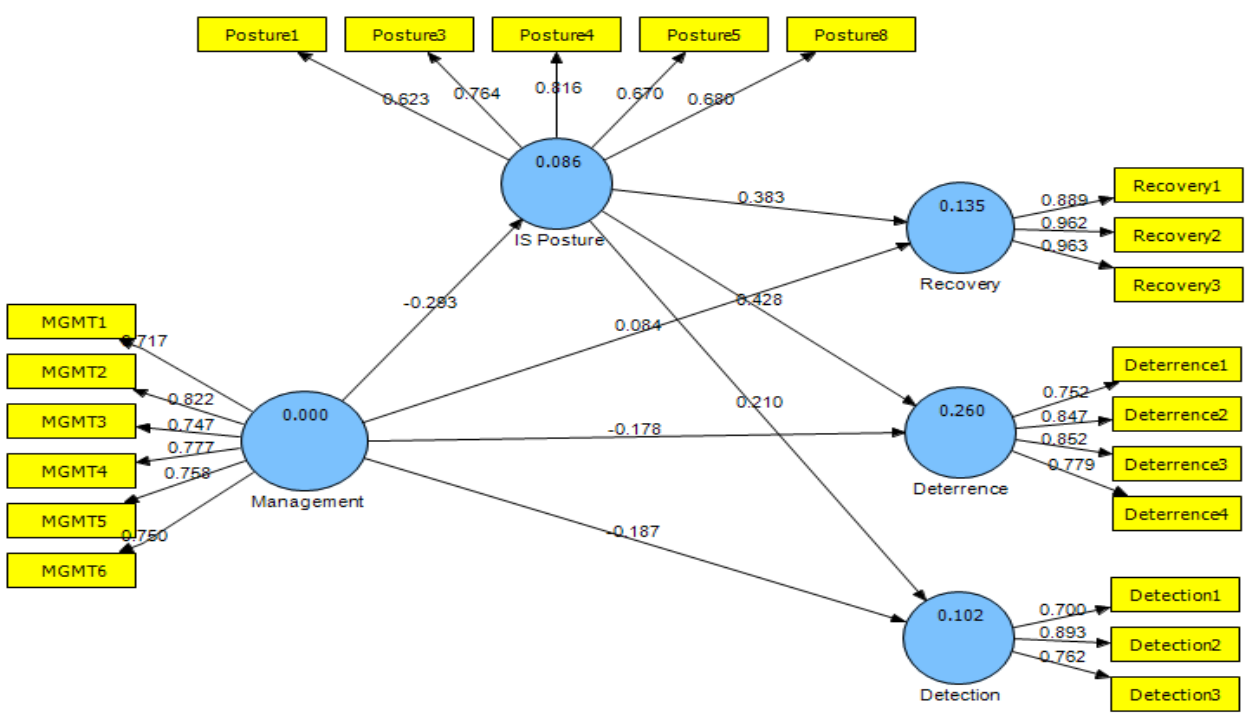 Posture1 Posture3 Posture4 Posture5 Posture8
0.623 0.764 0.816 0.670 0.680
0.086
IS Posture
0.383
0.135
Recovery
0.889 Recovery1
0.962 Recovery2
0.963 Recovery3
-0.293
0.428
0.084
0.210
MGMT1 0.717
MGMT2 0.822
MGMT3 0.747
MGMT4 0.777
MGMT5 0.758
MGMT6 0.750
0.000
Management
-0.178
0.260
Deterrence
0.752 Deterrence1
0.847 Deterrence2
0.852 Deterrence3
0.779 Deterrence4
-0.187
0.102
Detection
0.700 Detection1
0.893 Detection2
0.762 Detection3